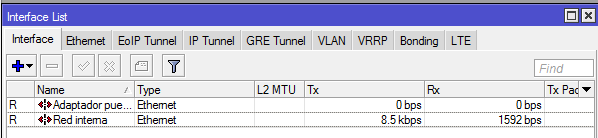 Interface List
Interface Ethernet EoIP Tunnel IP Tunnel GRE Tunnel VLAN VRRP Bonding LTE
Find
Name Type L2 MTU Tx Rx Tx Pac
R Adaptador pue... Ethernet 0 bps 0 bps
R Red interna Ethernet 8.5 kbps 1592 bps